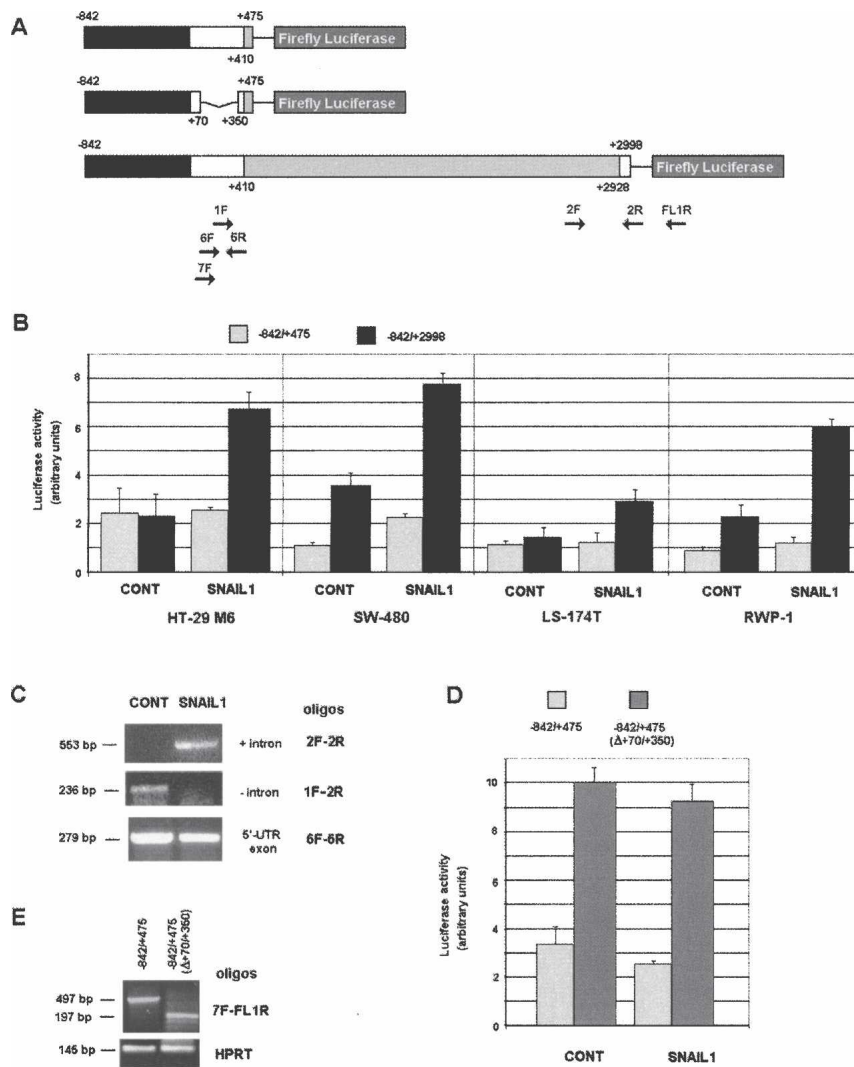 A
-842
+475
Firefly Luciferase
+410
-842
+475
Firefly Luciferase
+70
+350
-842
+2998
Firefly Luciferase
+410
+2928
1F
2F
2R
FL1R
6F
6R
7F
B
-842/+475
-842/+2998
Luciferase activity
(arbitrary units)
8
6
4
2
0
CONT
SNAIL1
CONT
SNAIL1
CONT
SNAIL1
CONT
SNAIL1
HT-29 M6
SW-480
LS-174T
RWP-1
C
CONT
SNAIL1
oligos
553 bp
+ intron
2F-2R
236 bp
- intron
1F-2R
279 bp
5'-UTR
exon
6F-6R
D
-842/+475
-842/+475
(Δ+70/+350)
Luciferase activity
(arbitrary units)
10
8
6
4
2
0
CONT
SNAIL1
E
-842/+475
-842/+475
(Δ+70/+350)
oligos
497 bp
197 bp
7F-FL1R
145 bp
HPRT